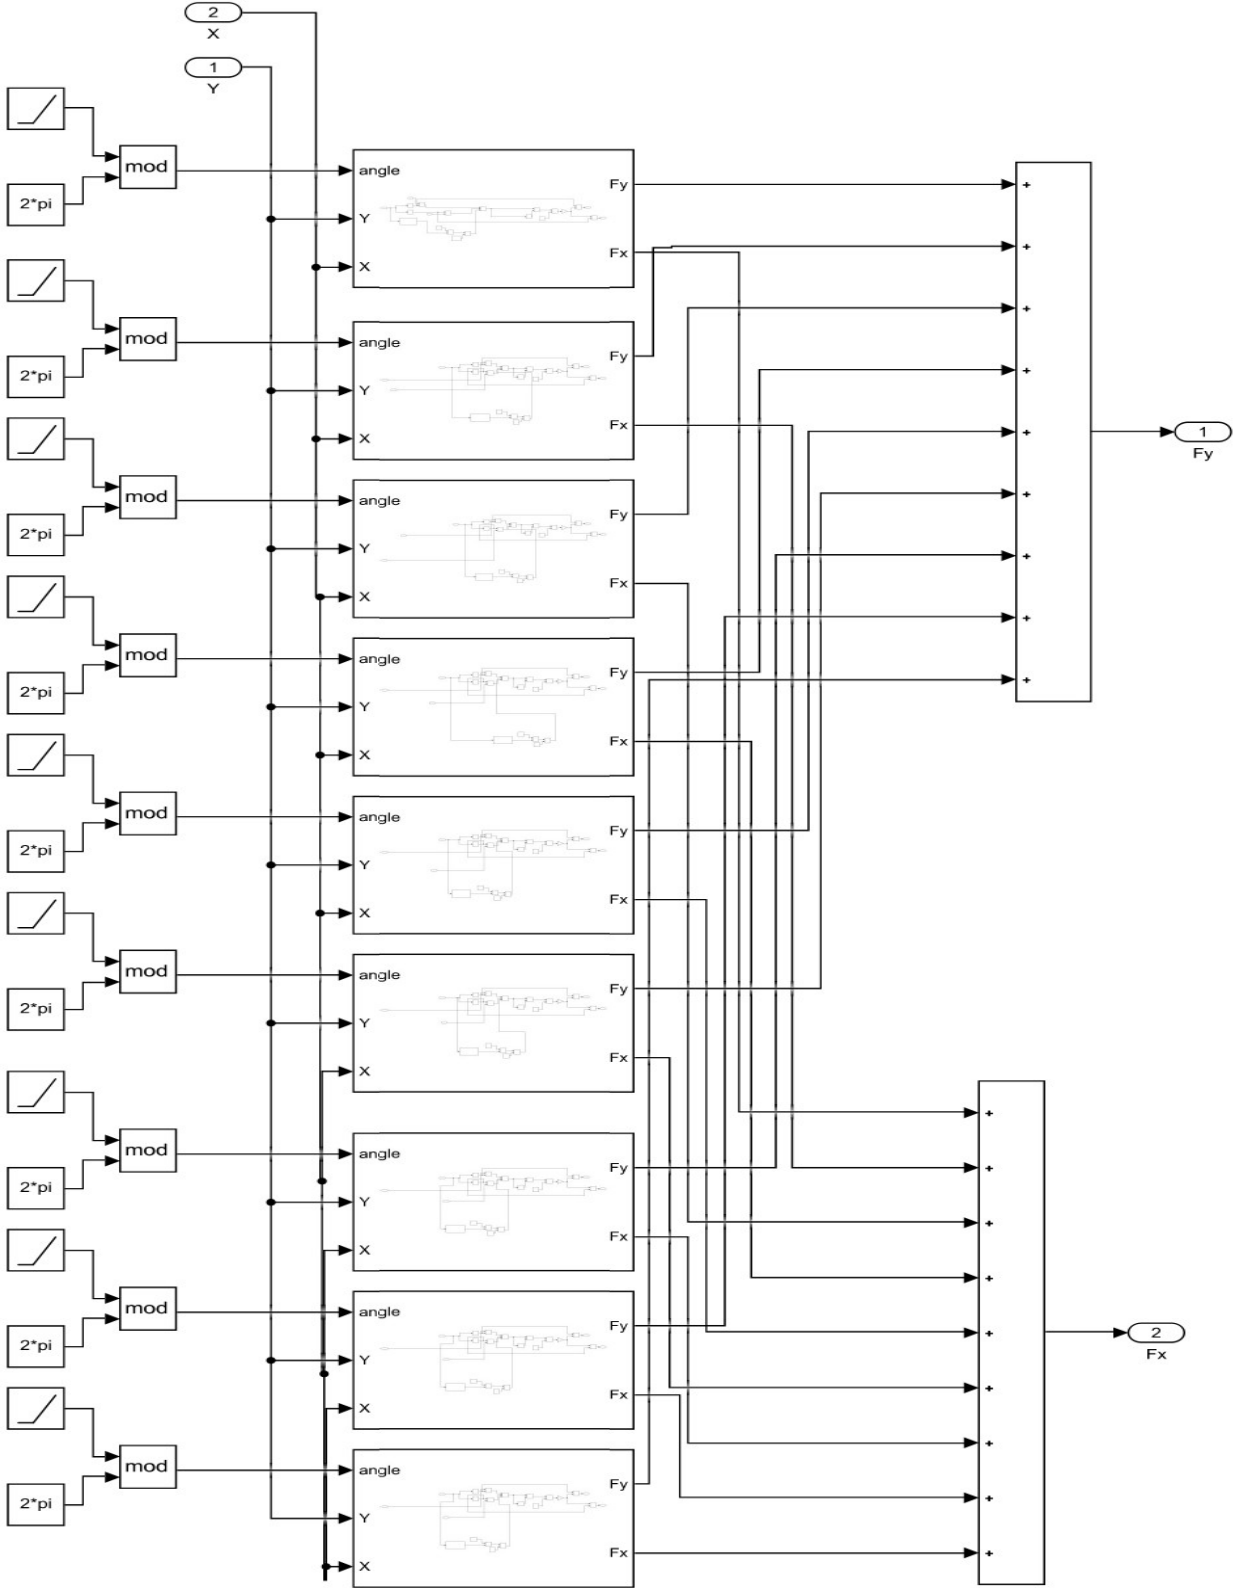 2
X
1
Y
mod
2*pi
angle
Y
X
Fy
Fx
mod
2*pi
angle
Y
X
Fy
Fx
mod
2*pi
angle
Y
X
Fy
Fx
mod
2*pi
angle
Y
X
Fy
Fx
mod
2*pi
angle
Y
X
Fy
Fx
mod
2*pi
angle
Y
X
Fy
Fx
mod
2*pi
angle
Y
X
Fy
Fx
mod
2*pi
angle
Y
X
Fy
Fx
mod
2*pi
angle
Y
X
Fy
Fx
+
+
+
+
+
+
+
+
+
1
Fy
+
+
+
+
+
+
+
+
+
2
Fx